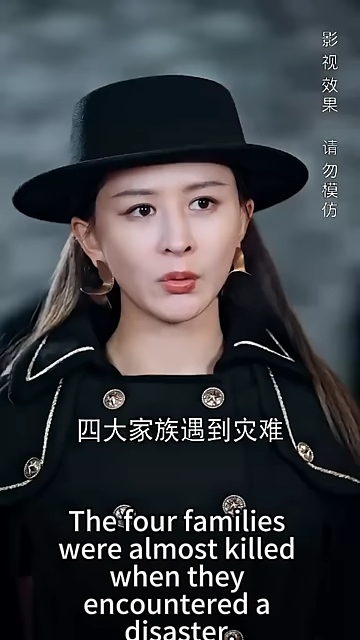 影视效果 请勿模仿
四大家族遇到灾难
The four families
were almost killed
when they
encountered a
disaster